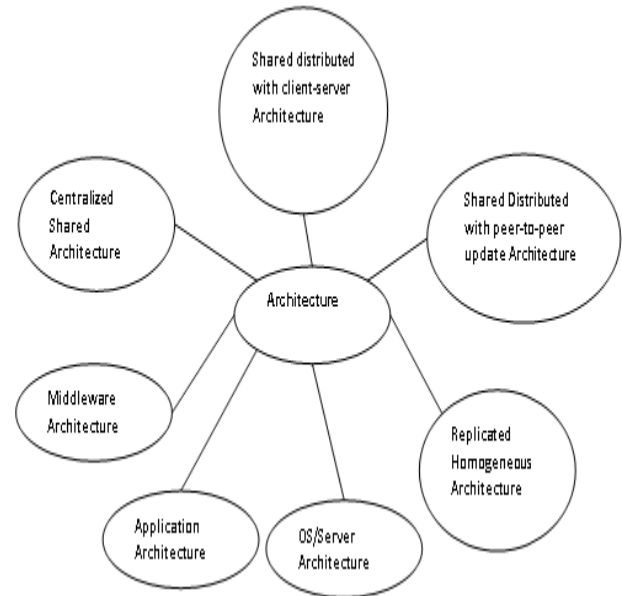 Shared distributed
with client-server
Architecture
Centralized
Shared
Architecture
Shared Distributed
with peer-to-peer
update Architecture
Architecture
Middleware
Architecture
Replicated
Homogeneous
Architecture
Application
Architecture
OS/Server
Architecture